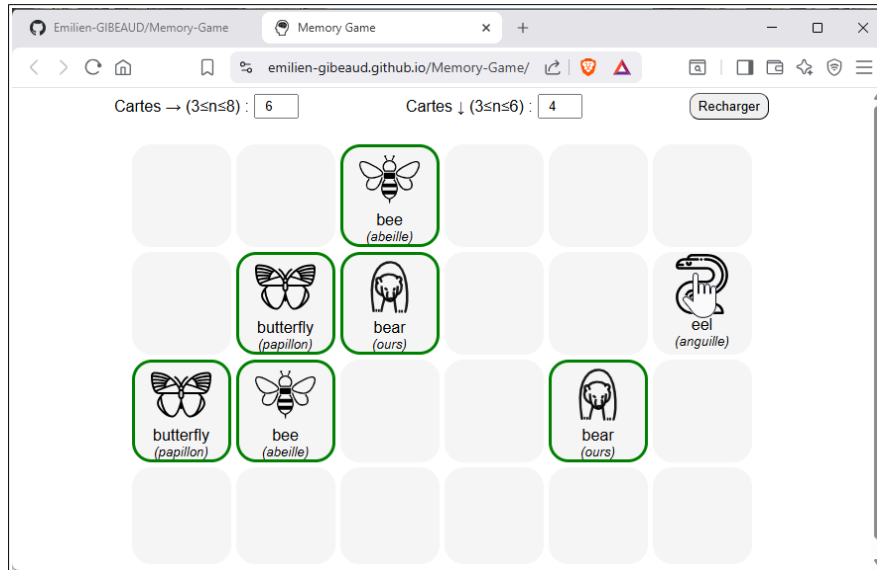 Emilien-GIBEAUD/Memory-Game
Memory Game
emilien-gibeaud.github.io/Memory-Game/
Cartes → (3≤n≤8) : 6
Cartes ↓ (3≤n≤6) : 4
Recharger
bee
(abeille)
butterfly
(papillon)
bear
(ours)
eel
(anguille)
butterfly
(papillon)
bee
(abeille)
bear
(ours)